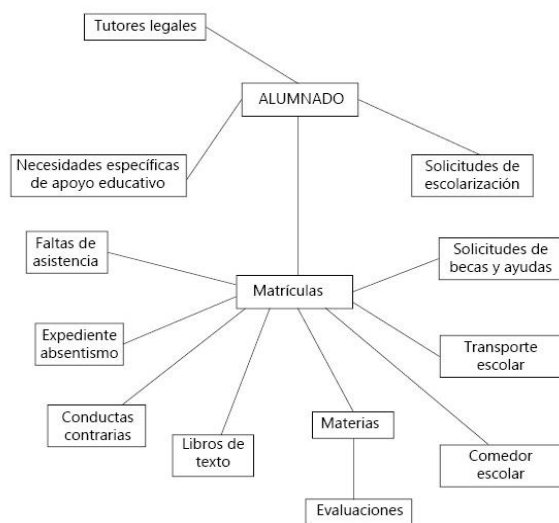 Tutores legales
ALUMNADO
Necesidades específicas
de apoyo educativo
Solicitudes de
escolarización
Faltas de
asistencia
Solicitudes de
becas y ayudas
Matrículas
Expediente
absentismo
Transporte
escolar
Conductas
contrarias
Libros de
texto
Materias
Comedor
escolar
Evaluaciones